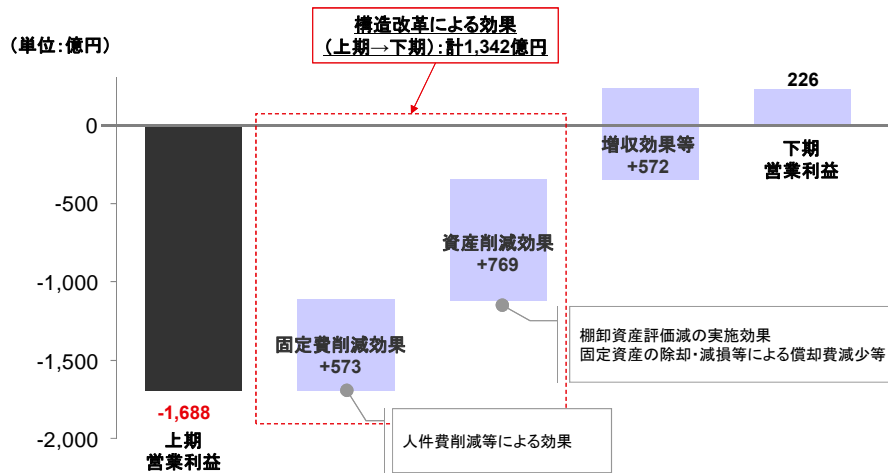 構造改革による効果
(上期→下期):計1,342億円
(単位:億円)
226
0
増収効果等
+572
下期
営業利益
-500
資産削減効果
+769
-1,000
棚卸資産評価減の実施効果
固定資産の除却・減損等による償却費減少等
固定費削減効果
+573
-1,500
-1,688
上期
営業利益
人件費削減等による効果
-2,000